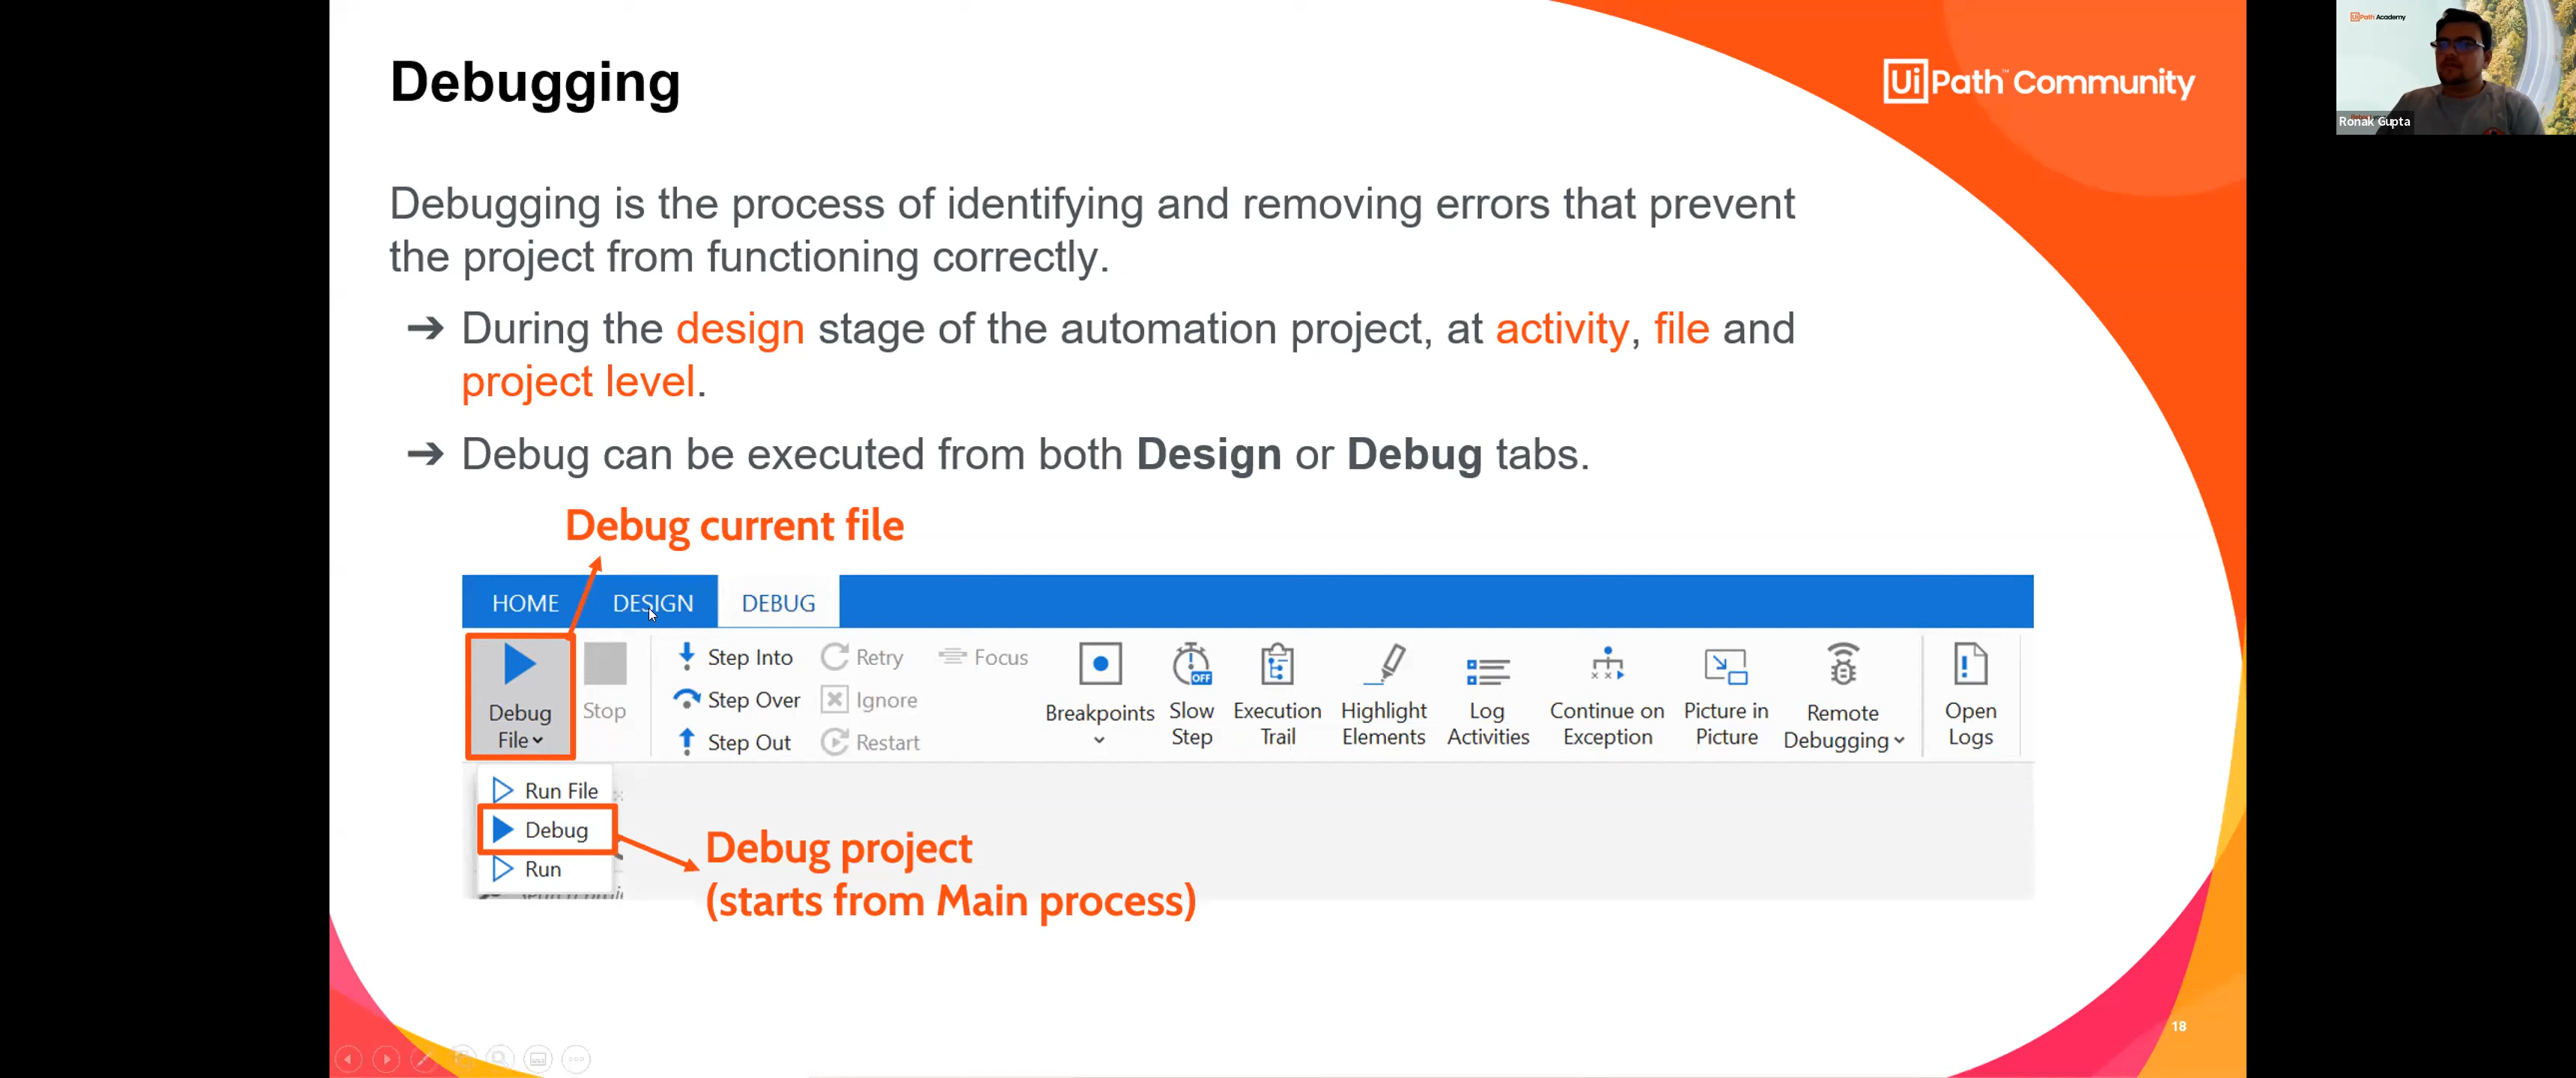 Debugging
UiPath Community
UiPath Academy
Ronak Gupta
Debugging is the process of identifying and removing errors that prevent
the project from functioning correctly.
➔ During the design stage of the automation project, at activity, file and
project level.
➔ Debug can be executed from both Design or Debug tabs.
Debug current file
HOME DESIGN DEBUG
Debug
File
Stop
Step Into
Step Over
Step Out
Retry
Ignore
Restart
Focus
Breakpoints
Slow
Step
OFF
Execution
Trail
Highlight
Elements
Log
Activities
Continue on
Exception
Picture in
Picture
Remote
Debugging
Open
Logs
Run File
Debug
Run
Debug project
(starts from Main process)
18